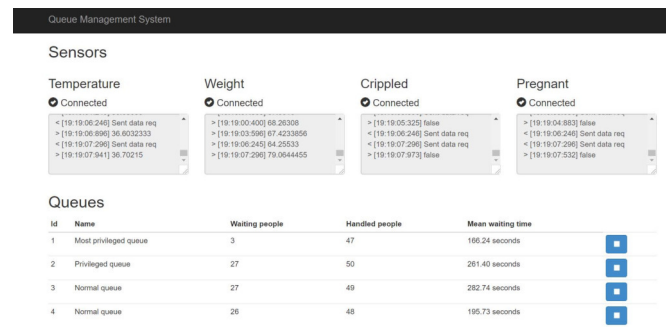 Queue Management System
Sensors
Temperature
Connected
< [19:19:06:246] Sent data req
> [19:19:06:896] 36.6032333
< [19:19:07:296] Sent data req
> [19:19:07:941] 36.70215
Weight
Connected
> [19:19:00:400] 68.26308
> [19:19:03:596] 67.4233856
> [19:19:06:245] 64.25533
> [19:19:07:296] 79.0644455
Crippled
Connected
> [19:19:05:325] false
< [19:19:06:246] Sent data req
< [19:19:07:296] Sent data req
> [19:19:07:973] false
Pregnant
Connected
> [19:19:04:883] false
< [19:19:06:246] Sent data req
< [19:19:07:296] Sent data req
> [19:19:07:532] false
Queues
Id Name Waiting people Handled people Mean waiting time
1 Most privileged queue 3 47 166.24 seconds
2 Privileged queue 27 50 261.40 seconds
3 Normal queue 27 49 282.74 seconds
4 Normal queue 26 48 195.73 seconds